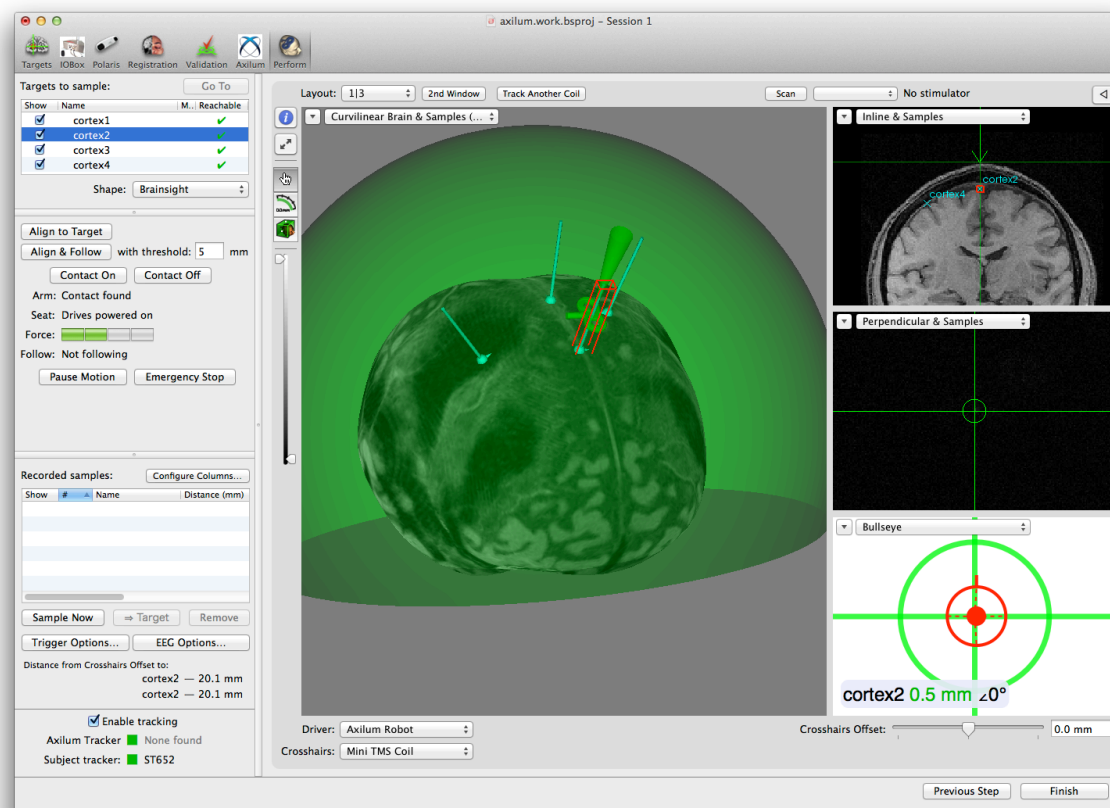 axilum.work.bsproj – Session 1
Targets IOBox Polaris Registration Validation Axilum Perform
Targets to sample: Go To
Show Name M.. Reachable
cortex1
cortex2
cortex3
cortex4
Shape: Brainsight
Align to Target
Align & Follow with threshold: 5 mm
Contact On Contact Off
Arm: Contact found
Seat: Drives powered on
Force:
Follow: Not following
Pause Motion Emergency Stop
Recorded samples: Configure Columns...
Show # Name Distance (mm)
Sample Now ⇒ Target Remove
Trigger Options... EEG Options...
Distance from Crosshairs Offset to:
cortex2 — 20.1 mm
cortex2 — 20.1 mm
Enable tracking
Axilum Tracker None found
Subject tracker: ST652
Layout: 1|3 2nd Window Track Another Coil Scan No stimulator
Curvilinear Brain & Samples (...
Inline & Samples
cortex2
cortex4
Perpendicular & Samples
Bullseye
cortex2 0.5 mm ∠0°
Driver: Axilum Robot
Crosshairs: Mini TMS Coil
Crosshairs Offset: 0.0 mm
Previous Step Finish